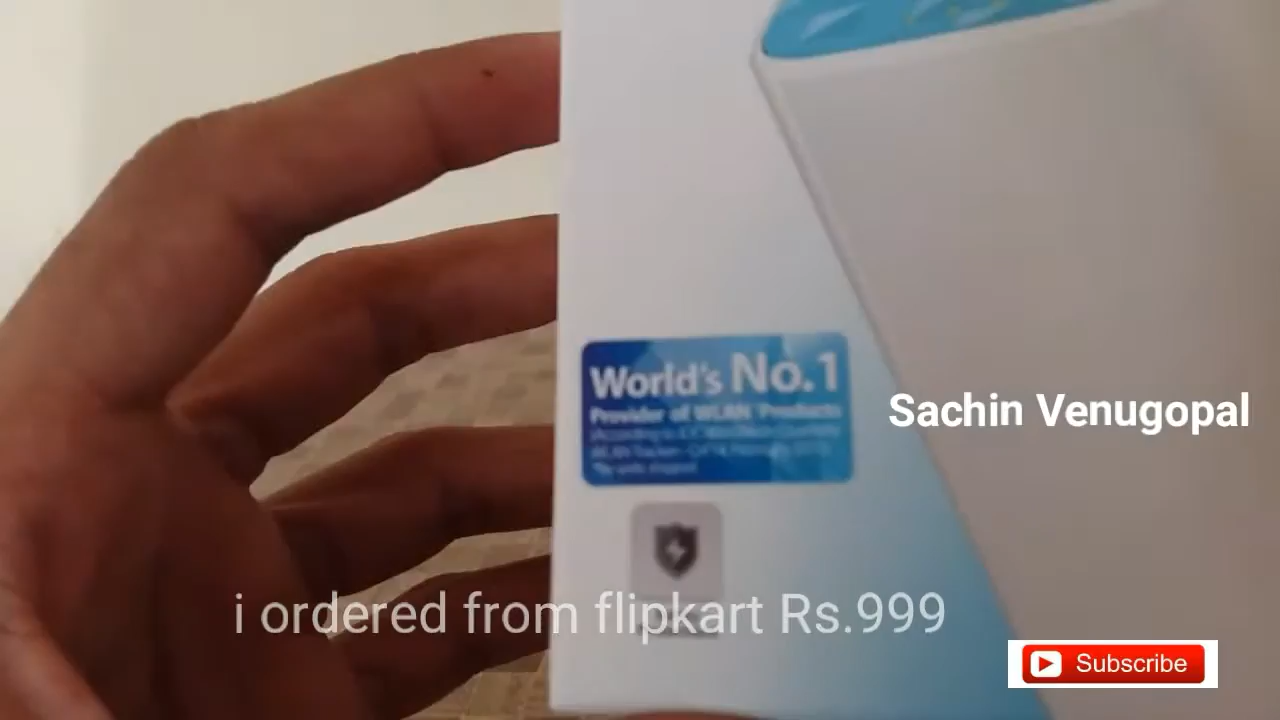 World's No.1
Provider of WLAN Products
Sachin Venugopal
i ordered from flipkart Rs.999
Subscribe